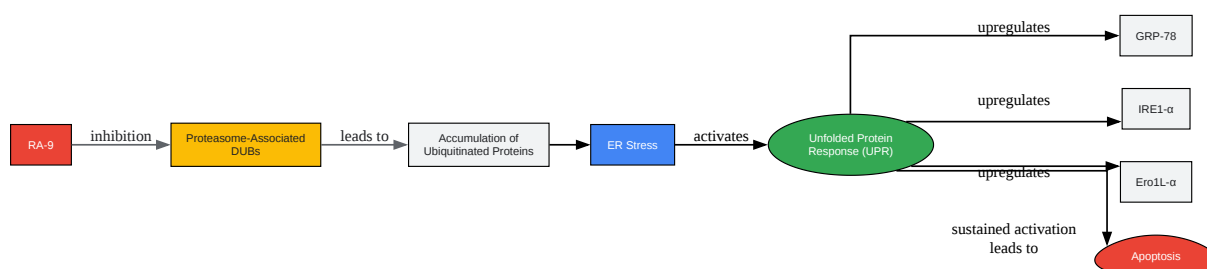 RA-9
inhibition
Proteasome-Associated
DUBs
leads to
Accumulation of
Ubiquitinated Proteins
ER Stress
activates
Unfolded Protein
Response (UPR)
upregulates
GRP-78
upregulates
IRE1-α
upregulates
Ero1L-α
sustained activation
leads to
Apoptosis